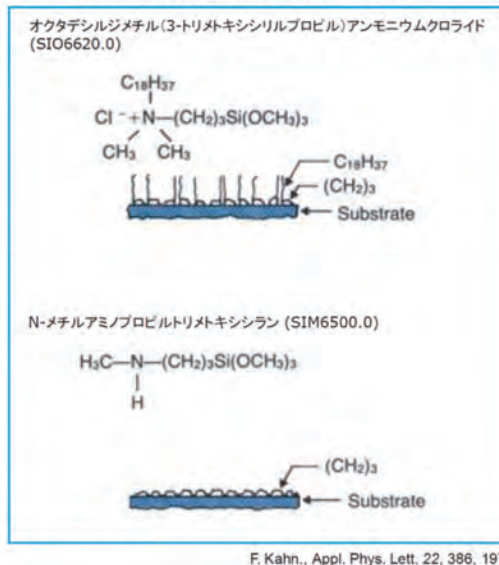 オクタデシルジメチル(3-トリメトキシシリルプロピル)アンモニウムクロライド
(SIO6620.0)
C18H37
Cl - + N—(CH2)3Si(OCH3)3
CH3 CH3
C18H37
(CH2)3
Substrate
N-メチルアミノプロピルトリメトキシシラン (SIM6500.0)
H3C—N—(CH2)3Si(OCH3)3
H
(CH2)3
Substrate
F. Kahn., Appl. Phys. Lett. 22, 386, 197